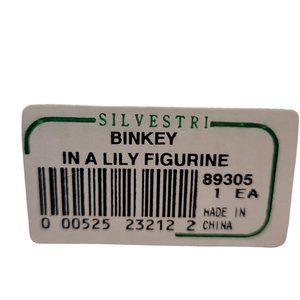 SILVESTRI
BINKEY
IN A LILY FIGURINE
89305
1 EA
MADE IN
CHINA
0 00525 23212 2